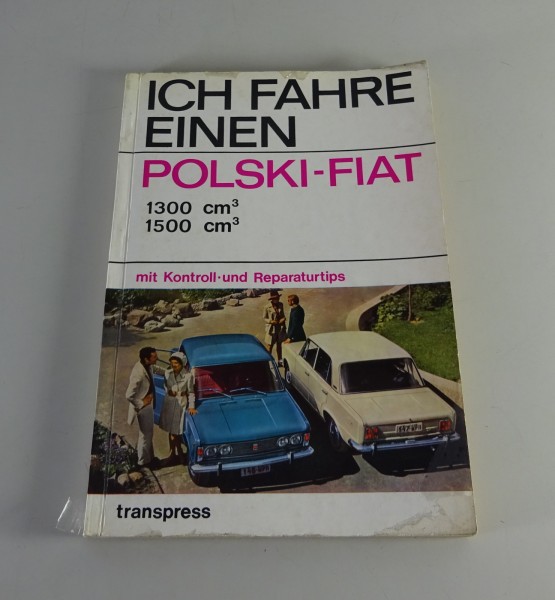 ICH FAHRE
EINEN
POLSKI-FIAT
1300 cm³
1500 cm³
mit Kontroll- und Reparaturtips
transpress